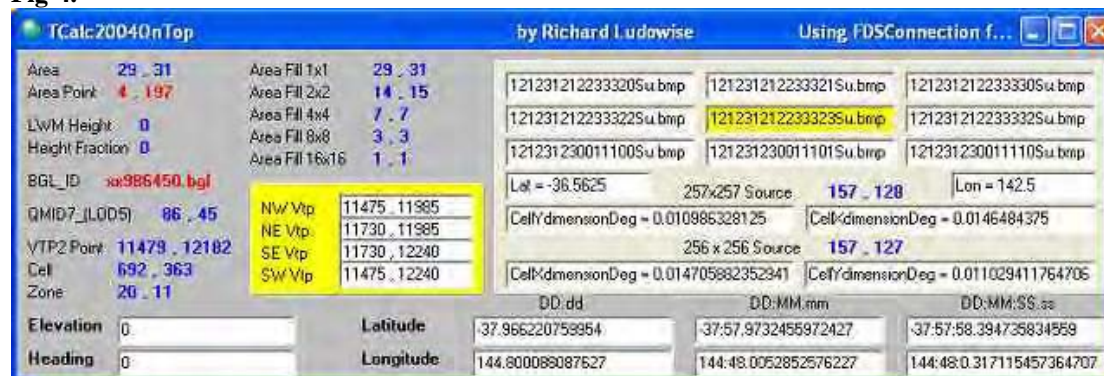 Fig 4.
TCalc2004OnTop by Richard Ludowise Using FDSConnection f...
Area 29 , 31
Area Point 4 , 197
LWM Height 0
Height Fraction 0
BGL_ID xx986450.bgl
QMID7_(LOD5) 86 , 45
VTP2 Point 11479 , 12182
Cell 692 , 363
Zone 20 , 11
Area Fill 1x1 29 , 31
Area Fill 2x2 14 , 15
Area Fill 4x4 7 , 7
Area Fill 8x8 3 , 3
Area Fill 16x16 1 , 1
NW Vtp 11475 , 11985
NE Vtp 11730 , 11985
SE Vtp 11730 , 12240
SW Vtp 11475 , 12240
121231212233320Su.bmp 121231212233321Su.bmp 121231212233330Su.bmp
121231212233322Su.bmp 121231212233323Su.bmp 121231212233332Su.bmp
121231230011100Su.bmp 121231230011101Su.bmp 121231230011110Su.bmp
Lat = -36.5625 257x257 Source 157 , 128 Lon = 142.5
CellYdimensionDeg = 0.010986328125 CellXdimensionDeg = 0.0146484375
256 x 256 Source 157 , 127
CellXdimensionDeg = 0.014705882352941 CellYdimensionDeg = 0.011029411764706
DD.dd DD:MM.mm DD:MM:SS.ss
Elevation 0 Latitude -37.966220759954 -37:57.9732455972427 -37:57:58.394735834559
Heading 0 Longitude 144.800088087627 144:48.0052852576227 144:48:0.317115457364707